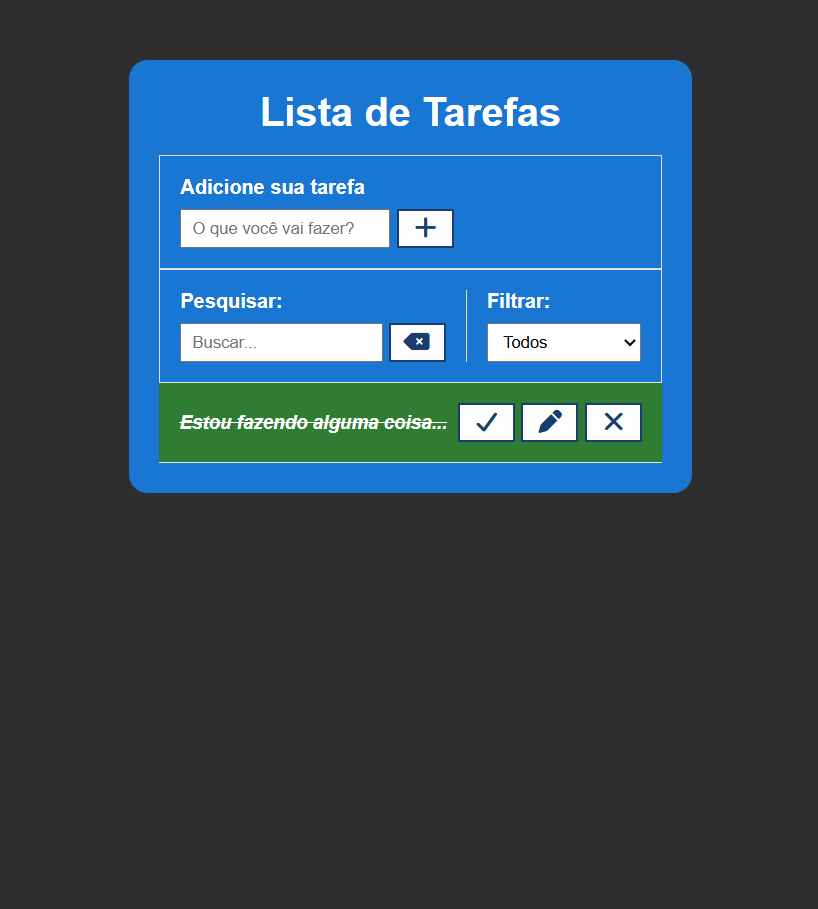 Lista de Tarefas
Adicione sua tarefa
O que você vai fazer?
Pesquisar:
Filtrar:
Buscar...
Todos
Estou fazendo alguma coisa...